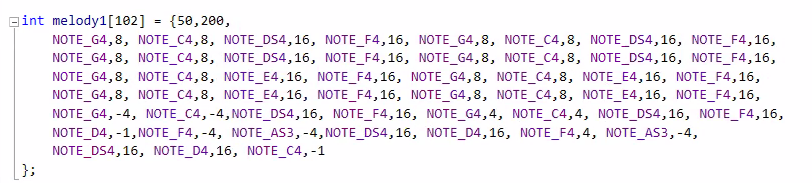 int melody1[102] = {50,200,
NOTE_G4,8, NOTE_C4,8, NOTE_DS4,16, NOTE_F4,16, NOTE_G4,8, NOTE_C4,8, NOTE_DS4,16, NOTE_F4,16,
NOTE_G4,8, NOTE_C4,8, NOTE_DS4,16, NOTE_F4,16, NOTE_G4,8, NOTE_C4,8, NOTE_DS4,16, NOTE_F4,16,
NOTE_G4,8, NOTE_C4,8, NOTE_E4,16, NOTE_F4,16, NOTE_G4,8, NOTE_C4,8, NOTE_E4,16, NOTE_F4,16,
NOTE_G4,8, NOTE_C4,8, NOTE_E4,16, NOTE_F4,16, NOTE_G4,8, NOTE_C4,8, NOTE_E4,16, NOTE_F4,16,
NOTE_G4,-4, NOTE_C4,-4,NOTE_DS4,16, NOTE_F4,16, NOTE_G4,4, NOTE_C4,4, NOTE_DS4,16, NOTE_F4,16,
NOTE_D4,-1,NOTE_F4,-4, NOTE_AS3,-4,NOTE_DS4,16, NOTE_D4,16, NOTE_F4,4, NOTE_AS3,-4,
NOTE_DS4,16, NOTE_D4,16, NOTE_C4,-1
};